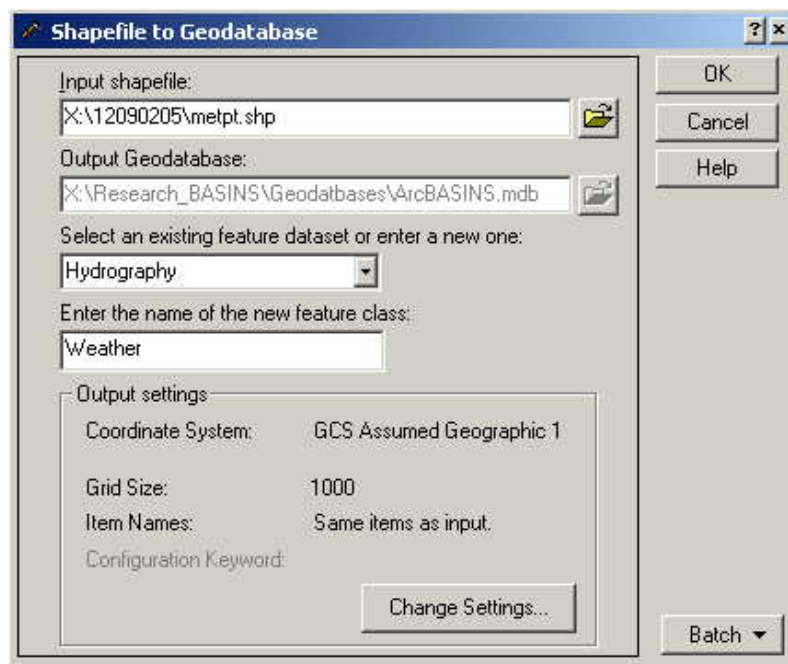 Shapefile to Geodatabase
Input shapefile:
X:\12090205\metpt.shp
Output Geodatabase:
X:\Research_BASINS\Geodatbases\ArcBASINS.mdb
Select an existing feature dataset or enter a new one:
Hydrography
Enter the name of the new feature class:
Weather
Output settings
Coordinate System: GCS Assumed Geographic 1
Grid Size: 1000
Item Names: Same items as input.
Configuration Keyword:
Change Settings...
OK
Cancel
Help
Batch